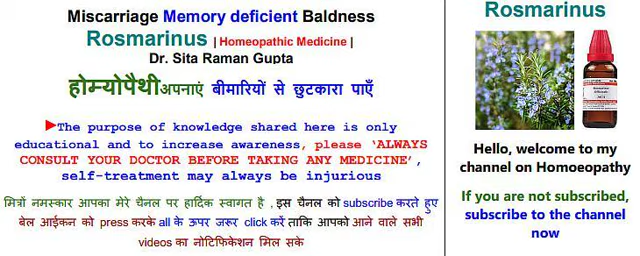 Miscarriage Memory deficient Baldness
Rosmarinus | Homeopathic Medicine |
Dr. Sita Raman Gupta
होम्योपैथी अपनाएं बीमारियों से छुटकारा पाएँ
►The purpose of knowledge shared here is only
educational and to increase awareness, please ‘ALWAYS
CONSULT YOUR DOCTOR BEFORE TAKING ANY MEDICINE’,
self-treatment may always be injurious
मित्रों नमस्कार आपका मेरे चैनल पर हार्दिक स्वागत है , इस चैनल को subscribe करते हुए
बेल आईकन को press करके all के ऊपर जरूर click करें ताकि आपको आने वाले सभी
videos का नोटिफिकेशन मिल सके
Rosmarinus
Hello, welcome to my
channel on Homoeopathy
If you are not subscribed,
subscribe to the channel
now